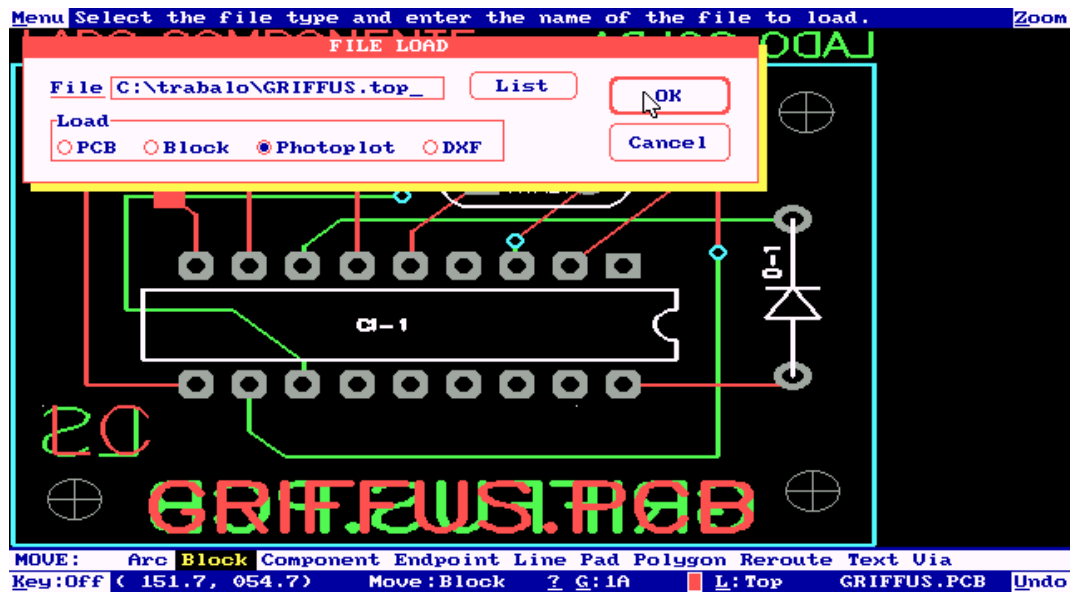 Menu Select the file type and enter the name of the file to load. Zoom
FILE LOAD
LADO
File C:\trabalo\GRIFFUS.top_ List OK
Load
PCB Block Photoplot DXF Cancel
D-1
CI-1
GRIFFUS.PCB
MOVE: Arc Block Component Endpoint Line Pad Polygon Reroute Text Via
Key:Off ( 151.7, 054.7) Move:Block ? G:1A L:Top GRIFFUS.PCB Undo